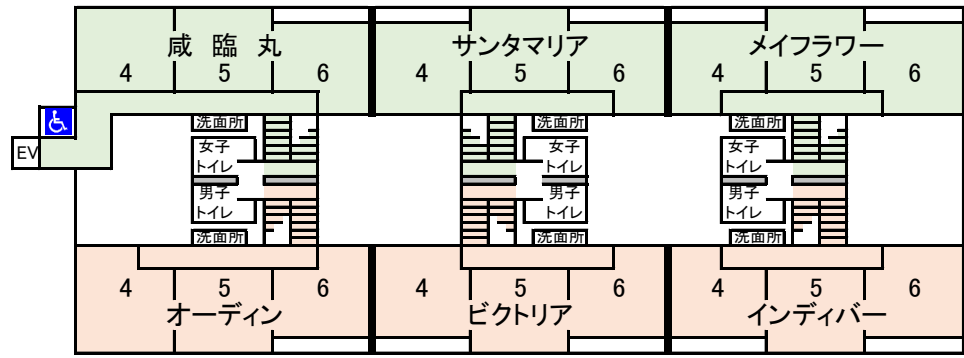 咸臨丸 サンタマリア メイフラワー
4 5 6 4 5 6 4 5 6
洗面所 洗面所 洗面所
EV
女子
トイレ
女子
トイレ
女子
トイレ
男子
トイレ
男子
トイレ
男子
トイレ
洗面所 洗面所 洗面所
4 5 6 4 5 6 4 5 6
オーディン ビクトリア インディバー